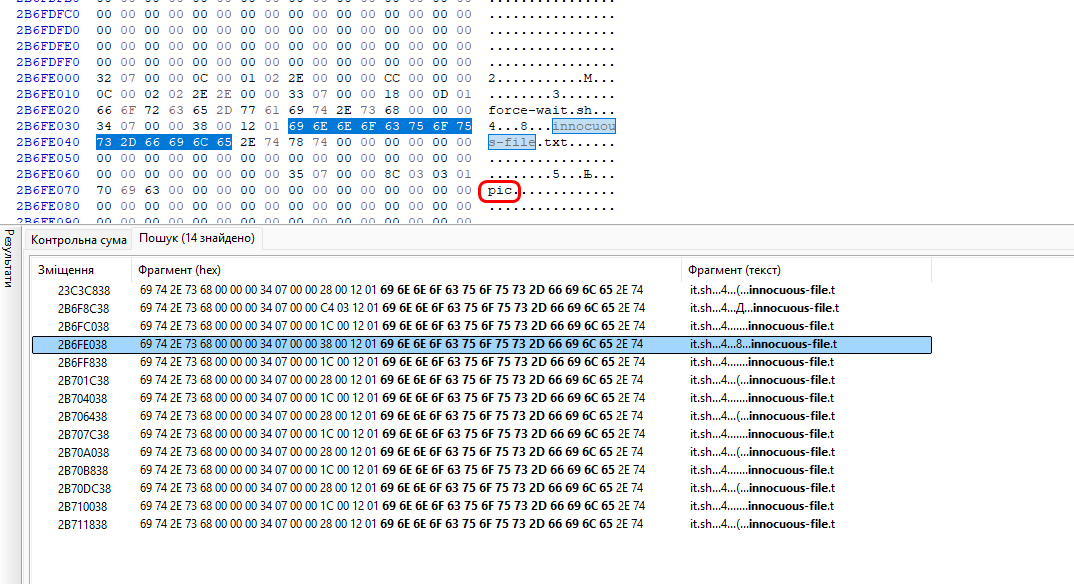 2B6FDFC0 00 00 00 00 00 00 00 00 00 00 00 00 00 00 00 00 ................
2B6FDFD0 00 00 00 00 00 00 00 00 00 00 00 00 00 00 00 00 ................
2B6FDFE0 00 00 00 00 00 00 00 00 00 00 00 00 00 00 00 00 ................
2B6FDFF0 00 00 00 00 00 00 00 00 00 00 00 00 00 00 00 00 ................
2B6FE000 32 07 00 00 0C 00 01 02 2E 00 00 00 CC 00 00 00 2...........М...
2B6FE010 0C 00 02 02 2E 2E 00 00 33 07 00 00 18 00 0D 01 ........3.......
2B6FE020 66 6F 72 63 65 2D 77 61 69 74 2E 73 68 00 00 00 force-wait.sh...
2B6FE030 34 07 00 00 38 00 12 01 69 6E 6E 6F 63 75 6F 75 4...8...innocuou
2B6FE040 73 2D 66 69 6C 65 2E 74 78 74 00 00 00 00 00 00 s-file.txt......
2B6FE050 00 00 00 00 00 00 00 00 00 00 00 00 00 00 00 00 ................
2B6FE060 00 00 00 00 00 00 00 00 35 07 00 00 8C 03 03 01 ........5...Њ...
2B6FE070 70 69 63 00 00 00 00 00 00 00 00 00 00 00 00 00 pic.............
2B6FE080 00 00 00 00 00 00 00 00 00 00 00 00 00 00 00 00 ................
2B6FE090 00 00 00 00 00 00 00 00 00 00 00 00 00 00 00 00 ................
Результати
Контрольна сума Пошук (14 знайдено)
Зміщення Фрагмент (hex) Фрагмент (текст)
23C3C838 69 74 2E 73 68 00 00 00 34 07 00 00 28 00 12 01 69 6E 6E 6F 63 75 6F 75 73 2D 66 69 6C 65 2E 74 it.sh...4...(...innocuous-file.t
2B6F8C38 69 74 2E 73 68 00 00 00 34 07 00 00 C4 03 12 01 69 6E 6E 6F 63 75 6F 75 73 2D 66 69 6C 65 2E 74 it.sh...4...Д...innocuous-file.t
2B6FC038 69 74 2E 73 68 00 00 00 34 07 00 00 1C 00 12 01 69 6E 6E 6F 63 75 6F 75 73 2D 66 69 6C 65 2E 74 it.sh...4.......innocuous-file.t
2B6FE038 69 74 2E 73 68 00 00 00 34 07 00 00 38 00 12 01 69 6E 6E 6F 63 75 6F 75 73 2D 66 69 6C 65 2E 74 it.sh...4...8...innocuous-file.t
2B6FF838 69 74 2E 73 68 00 00 00 34 07 00 00 1C 00 12 01 69 6E 6E 6F 63 75 6F 75 73 2D 66 69 6C 65 2E 74 it.sh...4.......innocuous-file.t
2B701C38 69 74 2E 73 68 00 00 00 34 07 00 00 28 00 12 01 69 6E 6E 6F 63 75 6F 75 73 2D 66 69 6C 65 2E 74 it.sh...4...(...innocuous-file.t
2B704038 69 74 2E 73 68 00 00 00 34 07 00 00 1C 00 12 01 69 6E 6E 6F 63 75 6F 75 73 2D 66 69 6C 65 2E 74 it.sh...4.......innocuous-file.t
2B706438 69 74 2E 73 68 00 00 00 34 07 00 00 28 00 12 01 69 6E 6E 6F 63 75 6F 75 73 2D 66 69 6C 65 2E 74 it.sh...4...(...innocuous-file.t
2B707C38 69 74 2E 73 68 00 00 00 34 07 00 00 1C 00 12 01 69 6E 6E 6F 63 75 6F 75 73 2D 66 69 6C 65 2E 74 it.sh...4.......innocuous-file.t
2B70A038 69 74 2E 73 68 00 00 00 34 07 00 00 28 00 12 01 69 6E 6E 6F 63 75 6F 75 73 2D 66 69 6C 65 2E 74 it.sh...4...(...innocuous-file.t
2B70B838 69 74 2E 73 68 00 00 00 34 07 00 00 1C 00 12 01 69 6E 6E 6F 63 75 6F 75 73 2D 66 69 6C 65 2E 74 it.sh...4.......innocuous-file.t
2B70DC38 69 74 2E 73 68 00 00 00 34 07 00 00 28 00 12 01 69 6E 6E 6F 63 75 6F 75 73 2D 66 69 6C 65 2E 74 it.sh...4...(...innocuous-file.t
2B710038 69 74 2E 73 68 00 00 00 34 07 00 00 1C 00 12 01 69 6E 6E 6F 63 75 6F 75 73 2D 66 69 6C 65 2E 74 it.sh...4.......innocuous-file.t
2B711838 69 74 2E 73 68 00 00 00 34 07 00 00 28 00 12 01 69 6E 6E 6F 63 75 6F 75 73 2D 66 69 6C 65 2E 74 it.sh...4...(...innocuous-file.t